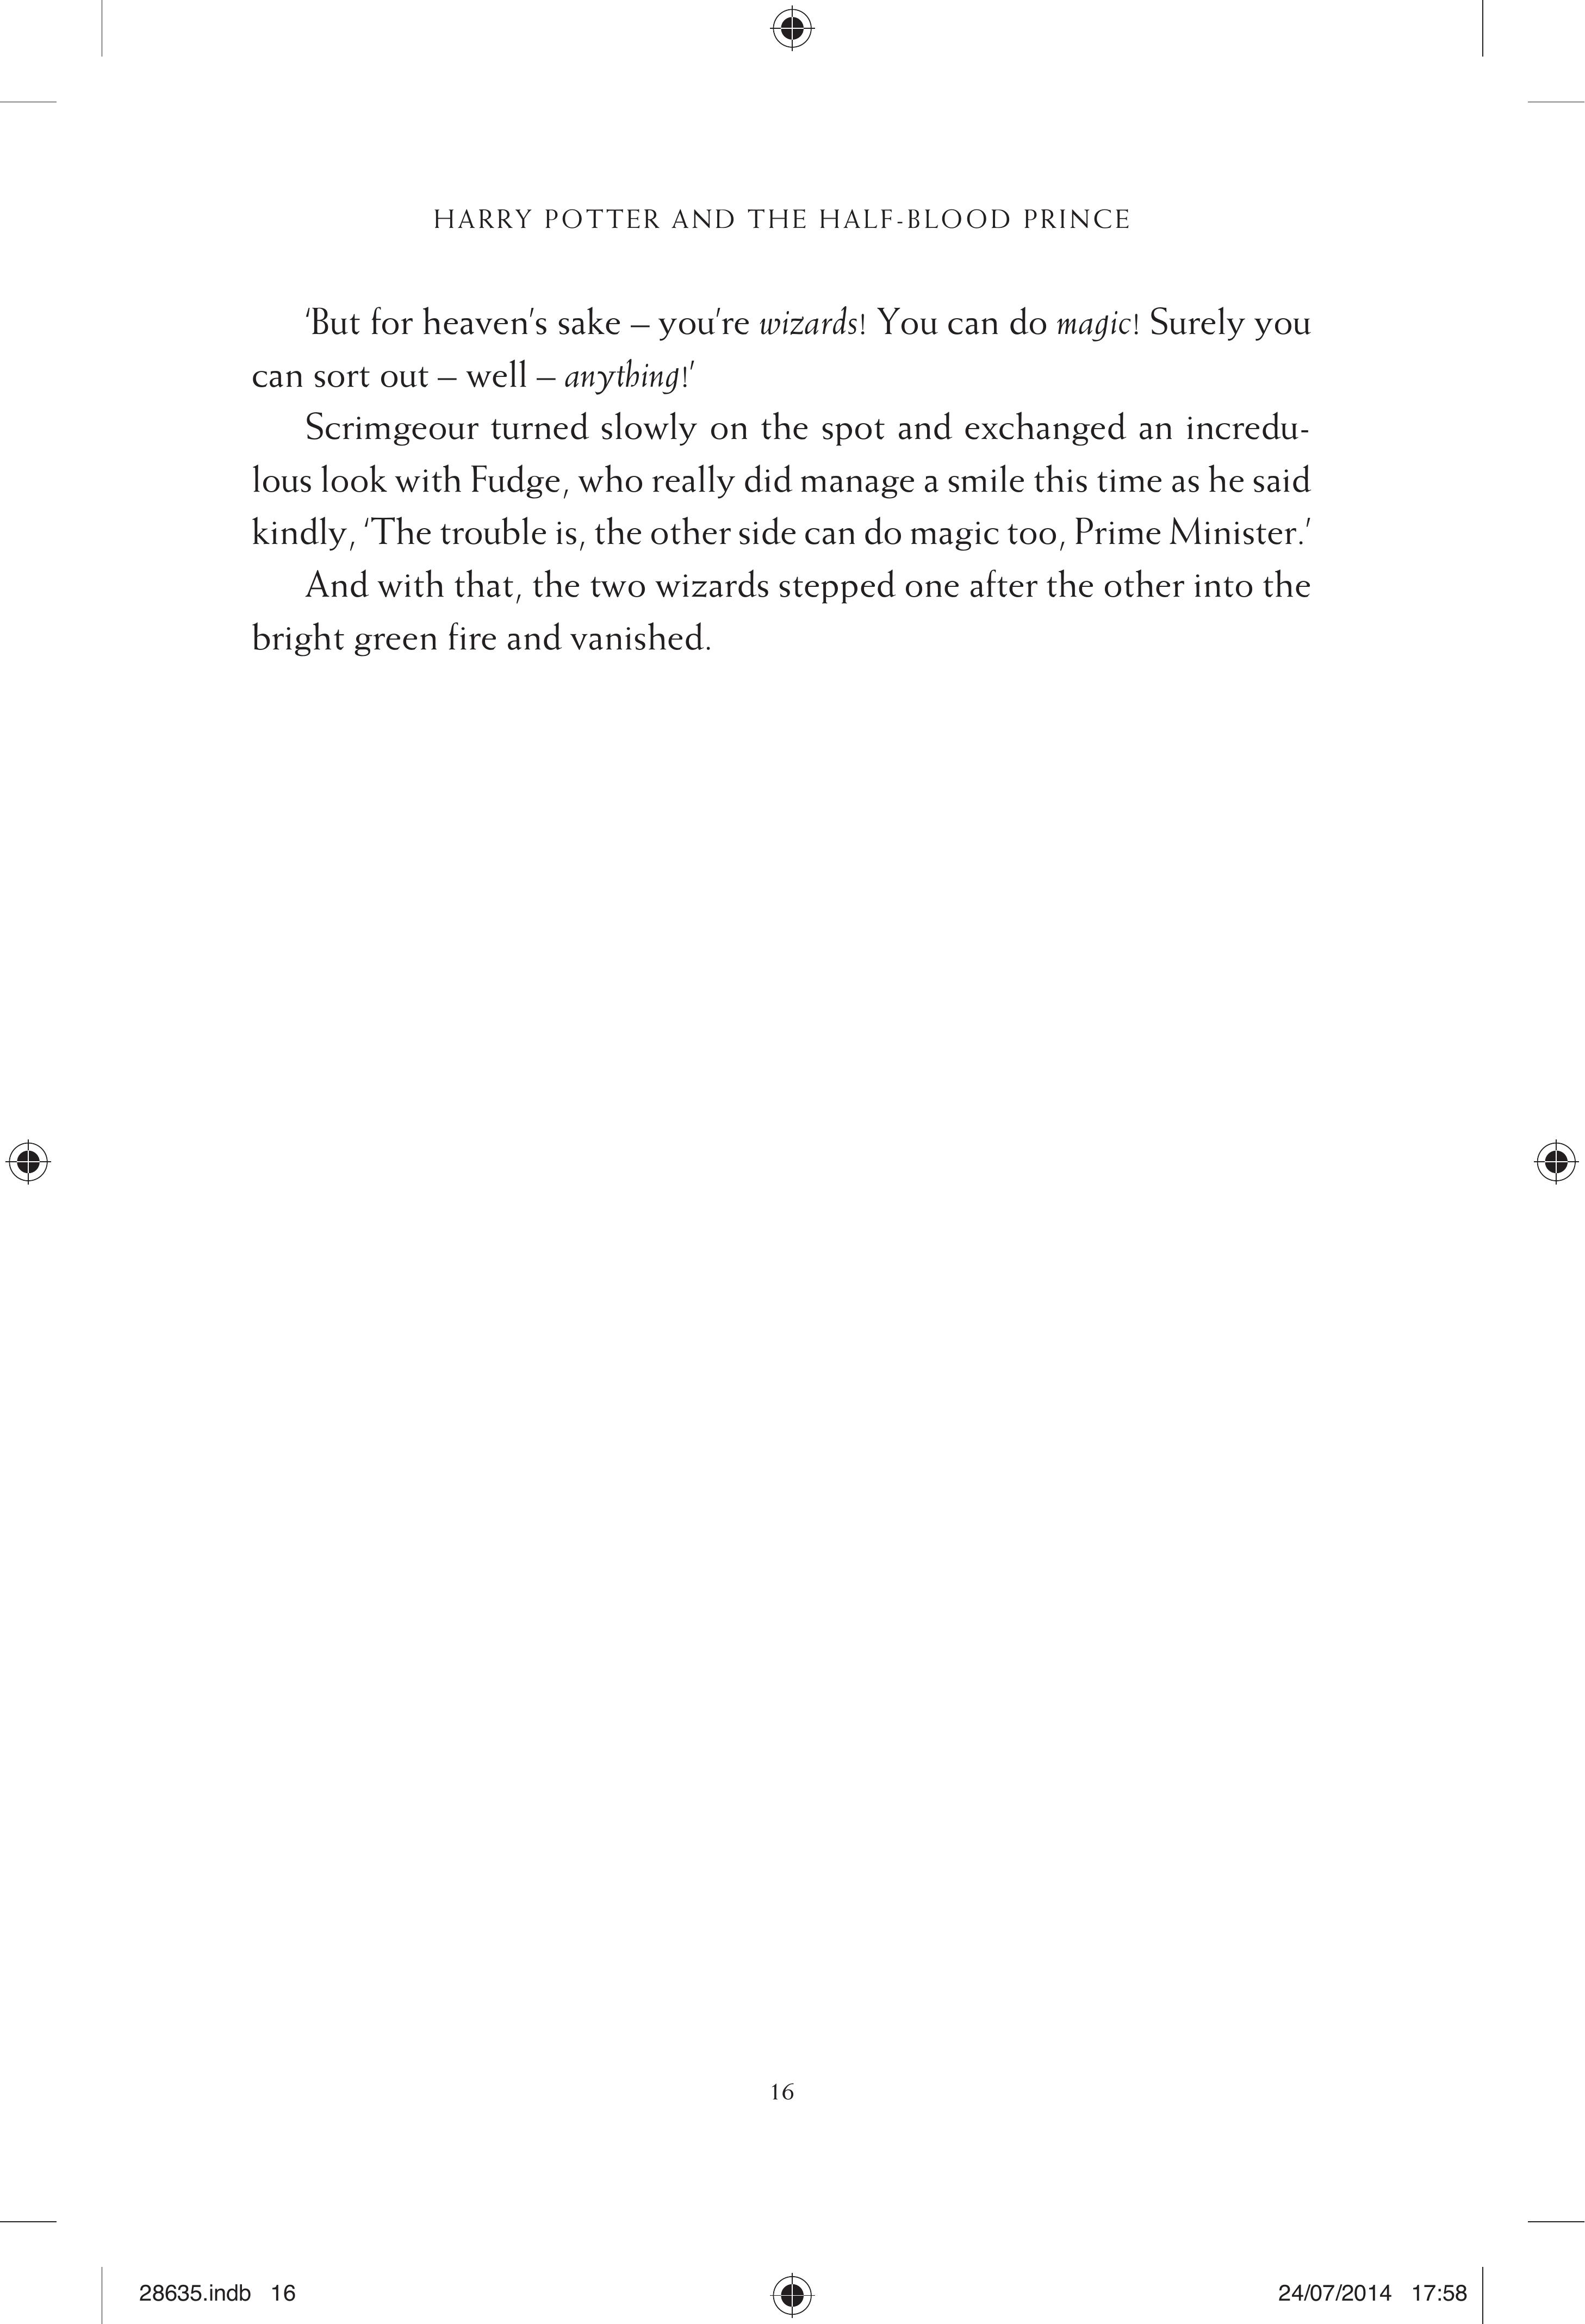 HARRY POTTER AND THE HALF-BLOOD PRINCE
‘But for heaven’s sake – you’re wizards! You can do magic! Surely you
can sort out – well – anything!’
Scrimgeour turned slowly on the spot and exchanged an incredu-
lous look with Fudge, who really did manage a smile this time as he said
kindly, ‘The trouble is, the other side can do magic too, Prime Minister.’
And with that, the two wizards stepped one after the other into the
bright green fire and vanished.
16
28635.indb 16
24/07/2014 17:58